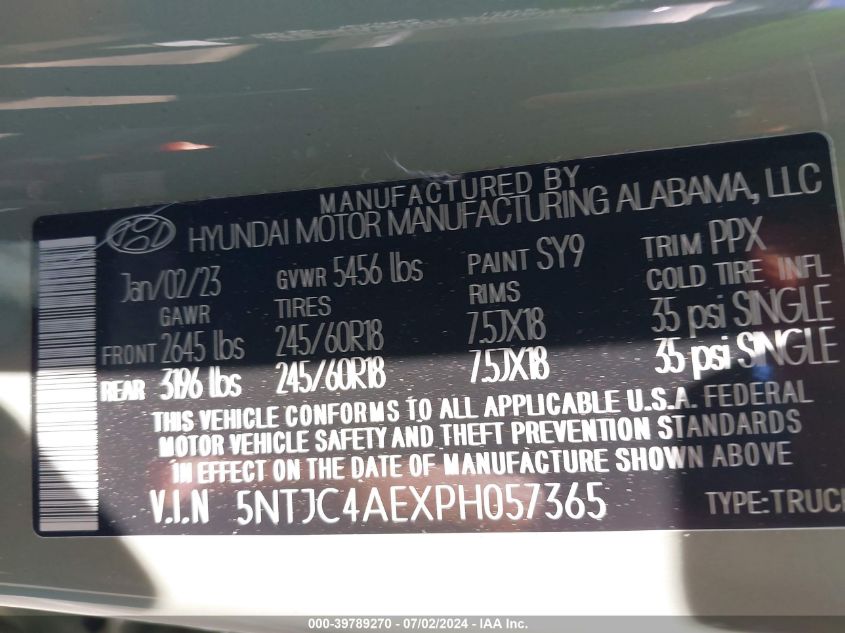 MANUFACTURED BY
HYUNDAI MOTOR MANUFACTURING ALABAMA, LLC
Jan/02/23 GVWR 5456 lbs PAINT SY9 TRIM PPX
GAWR TIRES RIMS COLD TIRE INFL
FRONT 2645 lbs 245/60R18 7.5JX18 35 psi SINGLE
REAR 3196 lbs 245/60R18 7.5JX18 35 psi SINGLE
THIS VEHICLE CONFORMS TO ALL APPLICABLE U.S.A. FEDERAL
MOTOR VEHICLE SAFETY AND THEFT PREVENTION STANDARDS
IN EFFECT ON THE DATE OF MANUFACTURE SHOWN ABOVE
V.I.N 5NTJC4AEXPH057365 TYPE:TRUCK
000-39789270 - 07/02/2024 - IAA Inc.